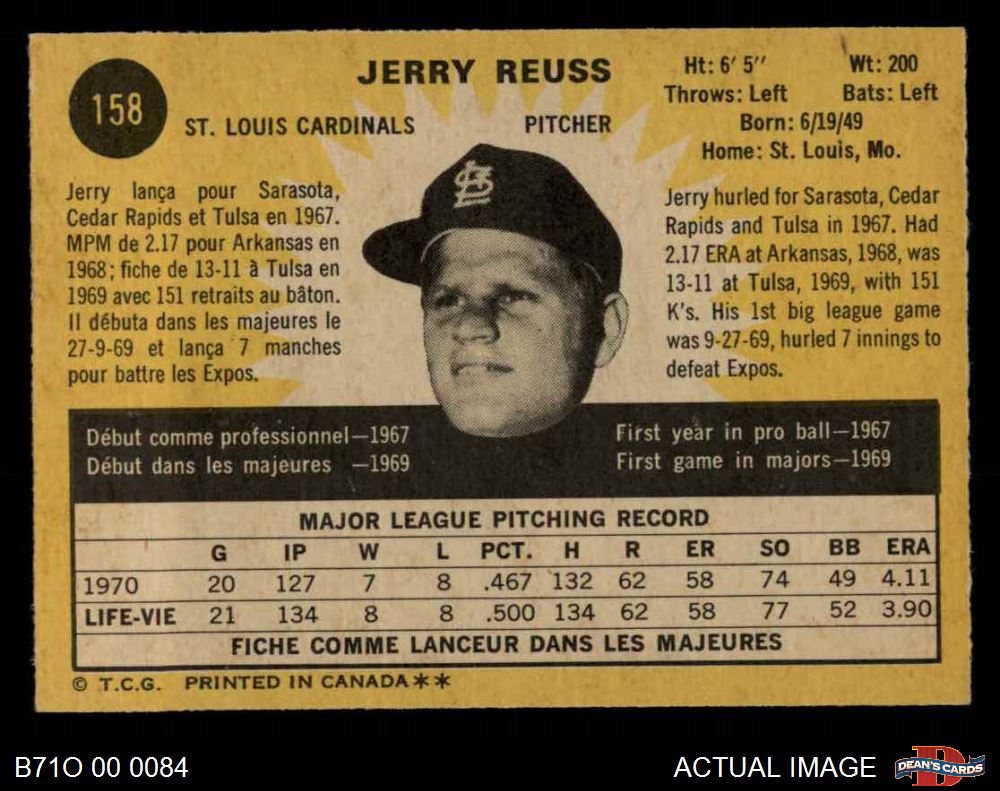 158
JERRY REUSS
ST. LOUIS CARDINALS PITCHER
Ht: 6' 5'' Wt: 200
Throws: Left Bats: Left
Born: 6/19/49
Home: St. Louis, Mo.
Jerry lança pour Sarasota,
Cedar Rapids et Tulsa en 1967.
MPM de 2.17 pour Arkansas en
1968; fiche de 13-11 à Tulsa en
1969 avec 151 retraits au bâton.
Il débuta dans les majeures le
27-9-69 et lança 7 manches
pour battre les Expos.
STL
Jerry hurled for Sarasota, Cedar
Rapids and Tulsa in 1967. Had
2.17 ERA at Arkansas, 1968, was
13-11 at Tulsa, 1969, with 151
K's. His 1st big league game
was 9-27-69, hurled 7 innings to
defeat Expos.
Début comme professionnel—1967
Début dans les majeures —1969
First year in pro ball—1967
First game in majors—1969
MAJOR LEAGUE PITCHING RECORD
G IP W L PCT. H R ER SO BB ERA
1970 20 127 7 8 .467 132 62 58 74 49 4.11
LIFE-VIE 21 134 8 8 .500 134 62 58 77 52 3.90
FICHE COMME LANCEUR DANS LES MAJEURES
© T.C.G. PRINTED IN CANADA**
B71O 00 0084
ACTUAL IMAGE
DEAN'S CARDS